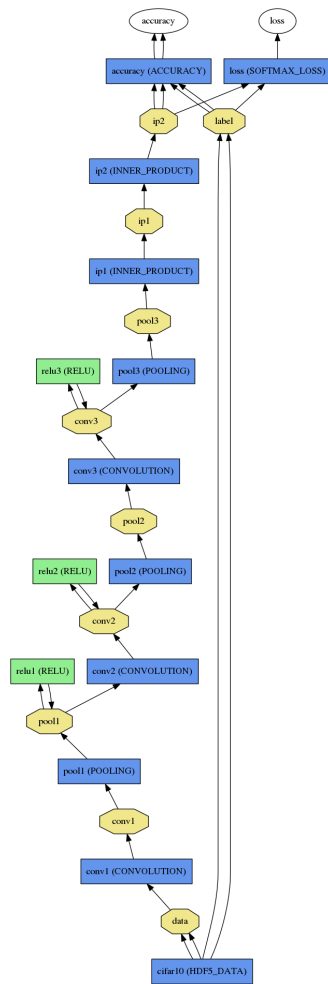 accuracy
loss
accuracy (ACCURACY)
loss (SOFTMAX_LOSS)
ip2
label
ip2 (INNER_PRODUCT)
ip1
ip1 (INNER_PRODUCT)
pool3
relu3 (RELU)
pool3 (POOLING)
conv3
conv3 (CONVOLUTION)
pool2
relu2 (RELU)
pool2 (POOLING)
conv2
relu1 (RELU)
conv2 (CONVOLUTION)
pool1
pool1 (POOLING)
conv1
conv1 (CONVOLUTION)
data
cifar10 (HDF5_DATA)